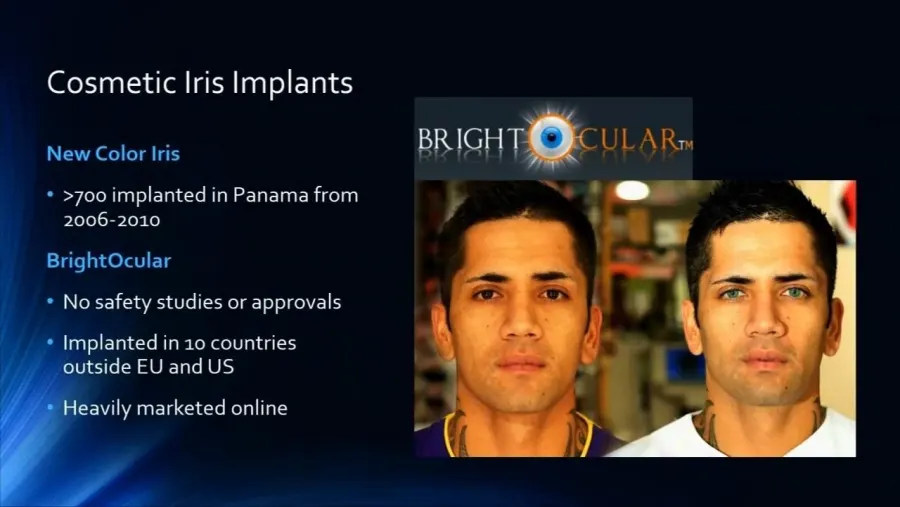 Cosmetic Iris Implants
New Color Iris
• >700 implanted in Panama from
2006-2010
BrightOcular
• No safety studies or approvals
• Implanted in 10 countries
outside EU and US
• Heavily marketed online
BRIGHTOCULAR™